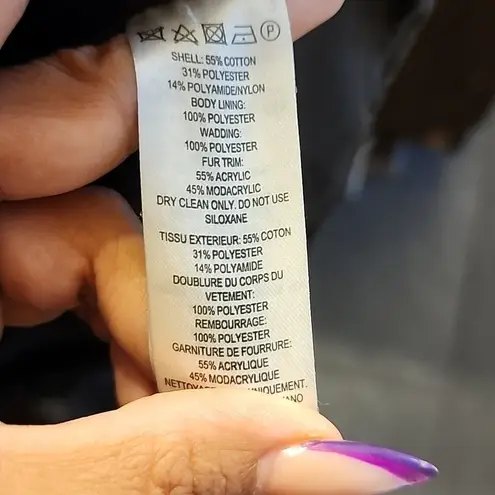 P
SHELL: 55% COTTON
31% POLYESTER
14% POLYAMIDE/NYLON
BODY LINING:
100% POLYESTER
WADDING:
100% POLYESTER
FUR TRIM:
55% ACRYLIC
45% MODACRYLIC
DRY CLEAN ONLY. DO NOT USE
SILOXANE
TISSU EXTERIEUR: 55% COTON
31% POLYESTER
14% POLYAMIDE
DOUBLURE DU CORPS DU
VETEMENT:
100% POLYESTER
REMBOURRAGE:
100% POLYESTER
GARNITURE DE FOURRURE:
55% ACRYLIQUE
45% MODACRYLIQUE